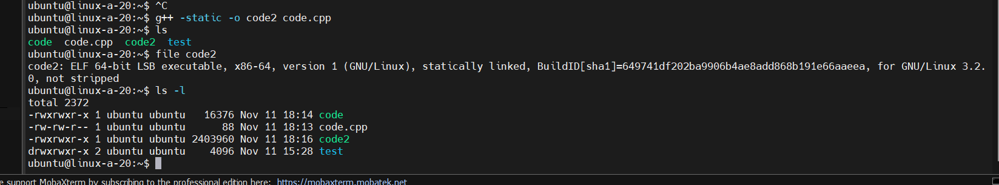 ubuntu@linux-a-20:~$ ^C
ubuntu@linux-a-20:~$ g++ -static -o code2 code.cpp
ubuntu@linux-a-20:~$ ls
code  code.cpp  code2  test
ubuntu@linux-a-20:~$ file code2
code2: ELF 64-bit LSB executable, x86-64, version 1 (GNU/Linux), statically linked, BuildID[sha1]=649741df202ba9906b4ae8add868b191e66aaeea, for GNU/Linux 3.2.
0, not stripped
ubuntu@linux-a-20:~$ ls -l
total 2372
-rwxrwxr-x 1 ubuntu ubuntu   16376 Nov 11 18:14 code
-rw-rw-r-- 1 ubuntu ubuntu      88 Nov 11 18:13 code.cpp
-rwxrwxr-x 1 ubuntu ubuntu 2403960 Nov 11 18:16 code2
drwxrwxr-x 2 ubuntu ubuntu    4096 Nov 11 15:28 test
ubuntu@linux-a-20:~$
e support MobaXterm by subscribing to the professional edition here: https://mobaxterm.mobatek.net